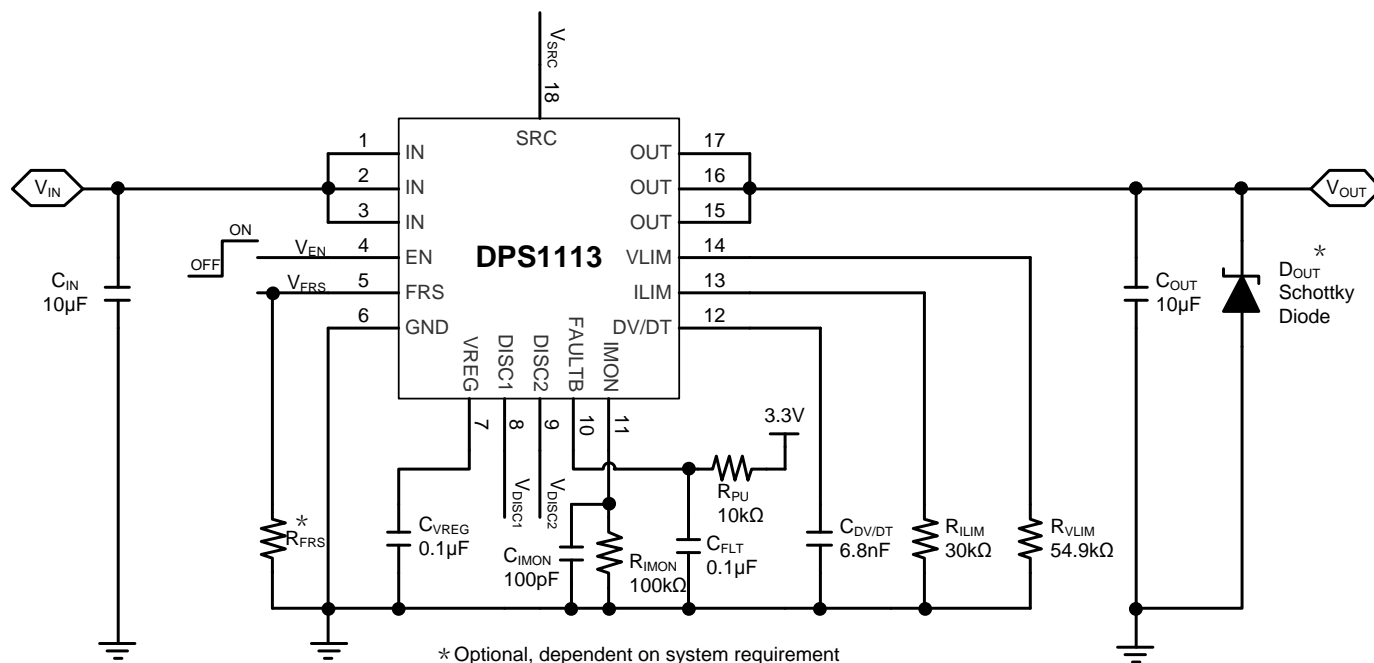 VSRC
18
SRC
1
IN
2
IN
3
IN
4
EN
5
FRS
6
GND
17
OUT
16
OUT
15
OUT
14
VLIM
13
ILIM
12
DV/DT
DPS1113
VREG
DISC1
DISC2
FAULTB
IMON
7
8
9
10
11
VIN
VOUT
ON
OFF
VEN
VFRS
CIN
10µF
COUT
10µF
*
DOUT
Schottky
Diode
3.3V
VDISC1
VDISC2
RPU
10kΩ
*
RFRS
CVREG
0.1µF
CIMON
100pF
RIMON
100kΩ
CFLT
0.1µF
CDV/DT
6.8nF
RILIM
30kΩ
RVLIM
54.9kΩ
* Optional, dependent on system requirement